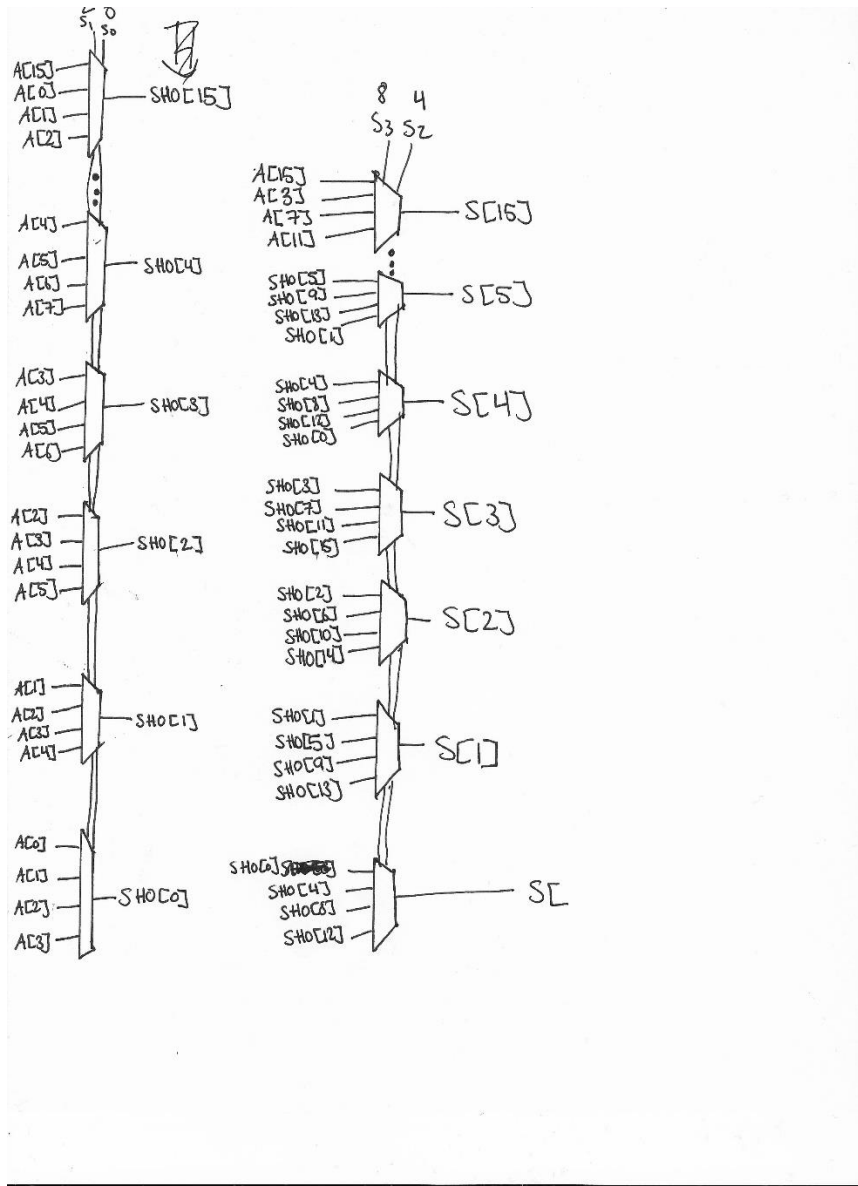 S1 S0
A[15]
A[0]
A[1]
A[2]
SHO[15]
A[4]
A[5]
A[6]
A[7]
SHO[4]
A[3]
A[4]
A[5]
A[6]
SHO[3]
A[2]
A[3]
A[4]
A[5]
SHO[2]
A[1]
A[2]
A[3]
A[4]
SHO[1]
A[0]
A[1]
A[2]
A[3]
SHO[0]
8 4
S3 S2
A[15]
A[3]
A[7]
A[11]
S[15]
SHO[5]
SHO[9]
SHO[13]
SHO[1]
S[5]
SHO[4]
SHO[8]
SHO[12]
SHO[0]
S[4]
SHO[3]
SHO[7]
SHO[11]
SHO[15]
S[3]
SHO[2]
SHO[6]
SHO[10]
SHO[14]
S[2]
SHO[1]
SHO[5]
SHO[9]
SHO[13]
S[1]
SHO[0]
SHO[4]
SHO[8]
SHO[12]
S[